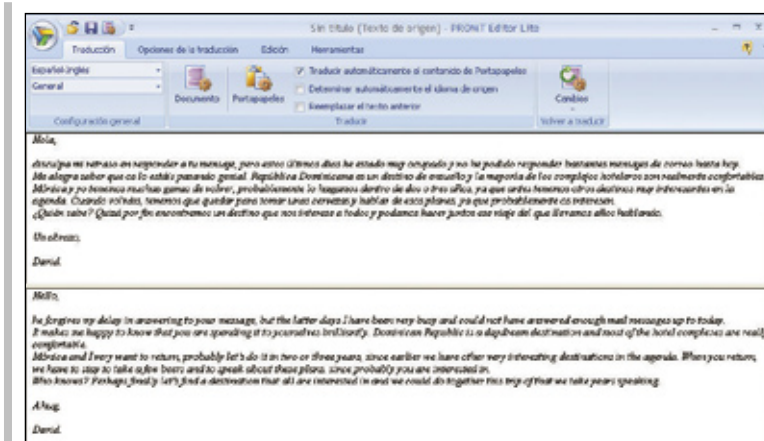 Sin título (Texto de origen) - PROMT Editor Lite
Traducción Opciones de la traducción Edición Herramientas
Español-Inglés
General
Documento
Portapapeles
Traducir automáticamente el contenido de Portapapeles
Determinar automáticamente el idioma de origen
Reemplazar el texto anterior
Cambios
Configuración general Traducir Volver a traducir
Hola,
disculpa mi retraso en responder a tu mensaje, pero estos últimos días he estado muy ocupado y no he podido responder bastantes mensajes de correo hasta hoy.
Me alegra saber que os lo estáis pasando genial. República Dominicana es un destino de ensueño y la mayoría de los complejos hoteleros son realmente confortables.
Mónica y yo tenemos muchas ganas de volver, probablemente lo hagamos dentro de dos o tres años, ya que antes tenemos otros destinos muy interesantes en la
agenda. Cuando volváis, tenemos que quedar para tomar unas cervezas y hablar de esos planes, ya que probablemente os interesen.
¿Quién sabe? Quizá por fin encontremos un destino que nos interese a todos y podamos hacer juntos ese viaje del que llevamos años hablando.
Un abrazo,
David.
Hello,
he forgives my delay in answering to your message, but the latter days I have been very busy and could not have answered enough mail messages up to today.
It makes me happy to know that you are spending it to yourselves brilliantly. Dominican Republic is a daydream destination and most of the hotel complexes are really
comfortable.
Mónica and I very want to return, probably let's do it in two or three years, since earlier we have other very interesting destinations in the agenda. When you return,
we have to stay to take a few beers and to speak about these plans, since probably you are interested in.
Who knows? Perhaps finally let's find a destination that all are interested in and we could do together this trip of that we take years speaking.
A hug,
David.